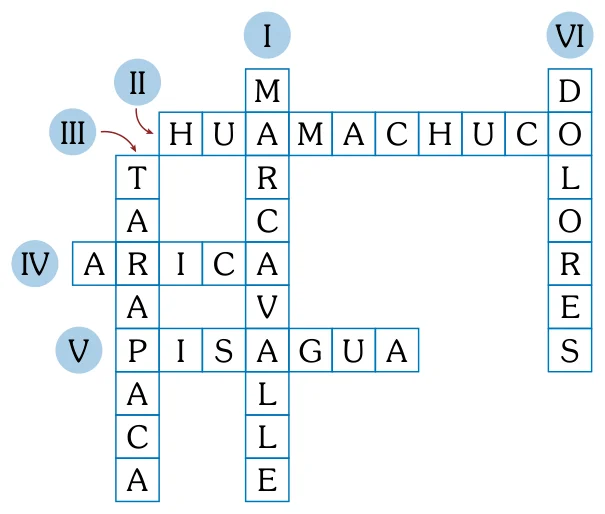 I VI
II M D
III HUAMACHUCO
T R L
A C O
IV ARICA R
A V E
V PISAGUA S
A L
C L
A E